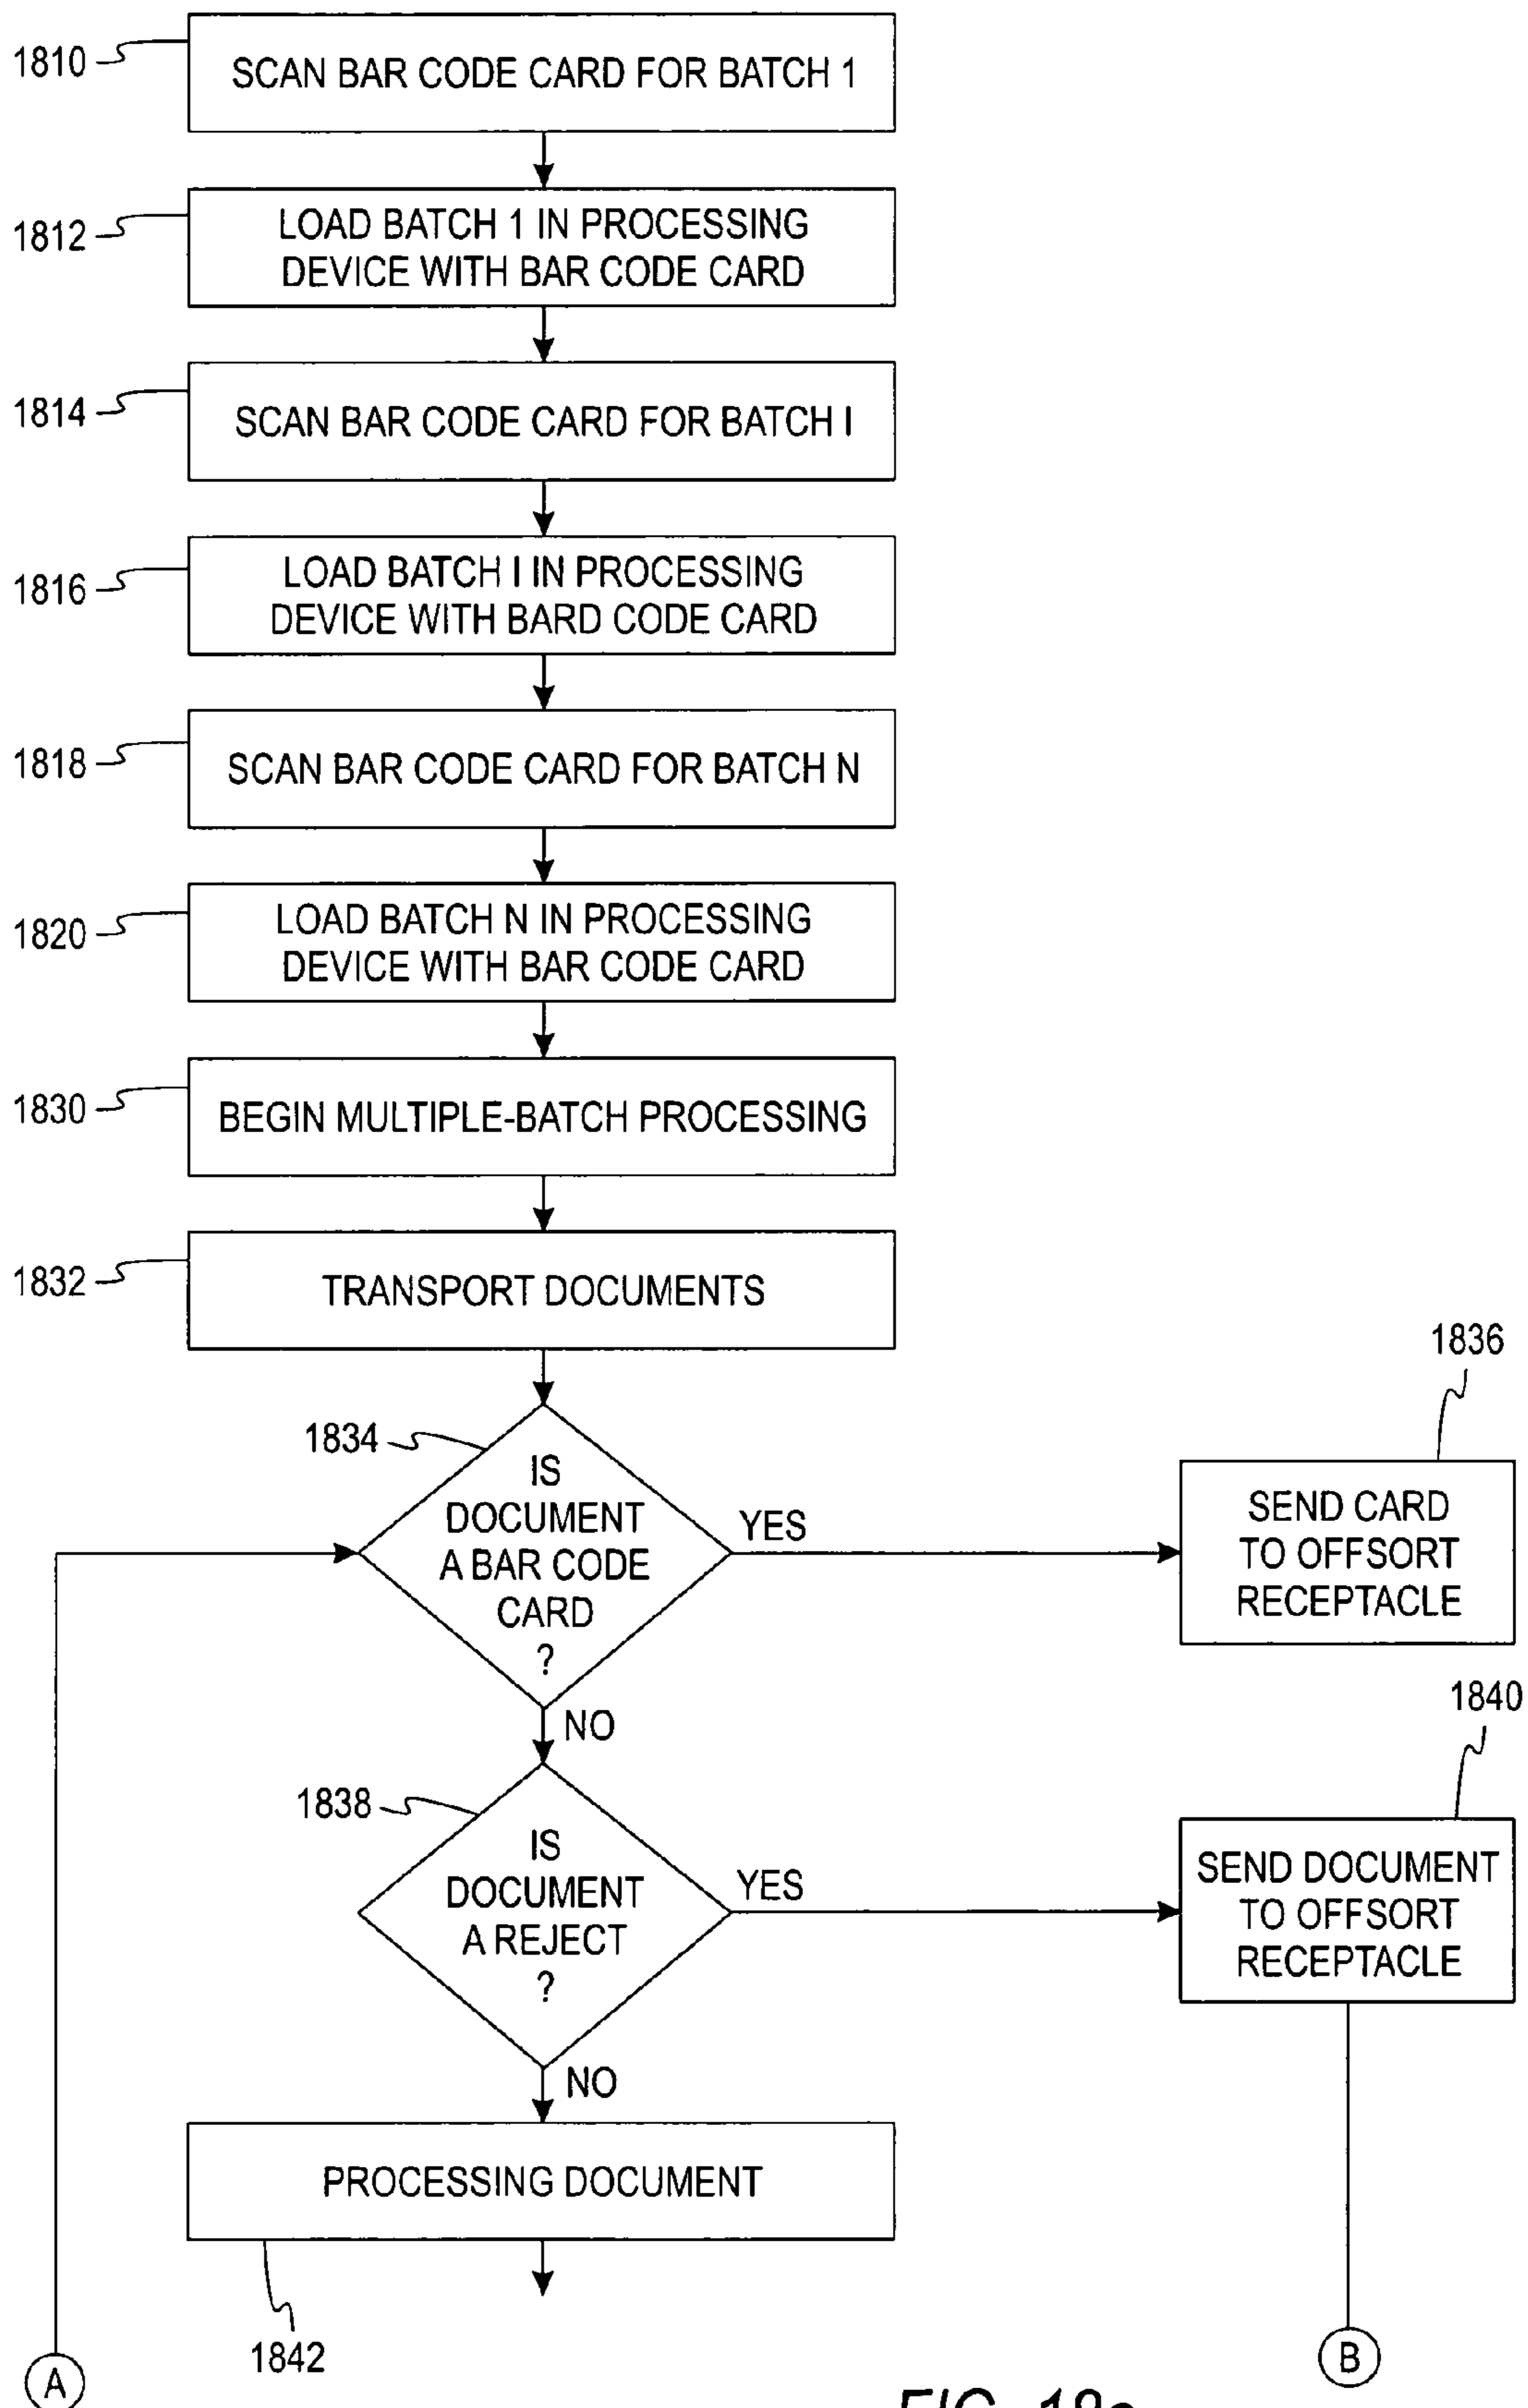 1810
SCAN BAR CODE CARD FOR BATCH 1
1812
LOAD BATCH 1 IN PROCESSING
DEVICE WITH BAR CODE CARD
1814
SCAN BAR CODE CARD FOR BATCH I
1816
LOAD BATCH I IN PROCESSING
DEVICE WITH BARD CODE CARD
1818
SCAN BAR CODE CARD FOR BATCH N
1820
LOAD BATCH N IN PROCESSING
DEVICE WITH BAR CODE CARD
1830
BEGIN MULTIPLE-BATCH PROCESSING
1832
TRANSPORT DOCUMENTS
1834
IS
DOCUMENT
A BAR CODE
CARD
?
YES
1836
SEND CARD
TO OFFSORT
RECEPTACLE
NO
1838
IS
DOCUMENT
A REJECT
?
YES
1840
SEND DOCUMENT
TO OFFSORT
RECEPTACLE
NO
PROCESSING DOCUMENT
1842
A
B
FIG. 18a